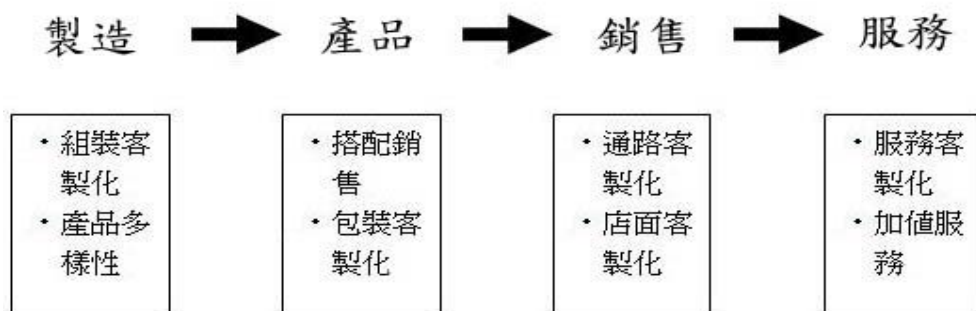 製造 產品 銷售 服務
・組裝客
製化
・產品多
樣性
・搭配銷
售
・包裝客
製化
・通路客
製化
・店面客
製化
・服務客
製化
・加值服
務